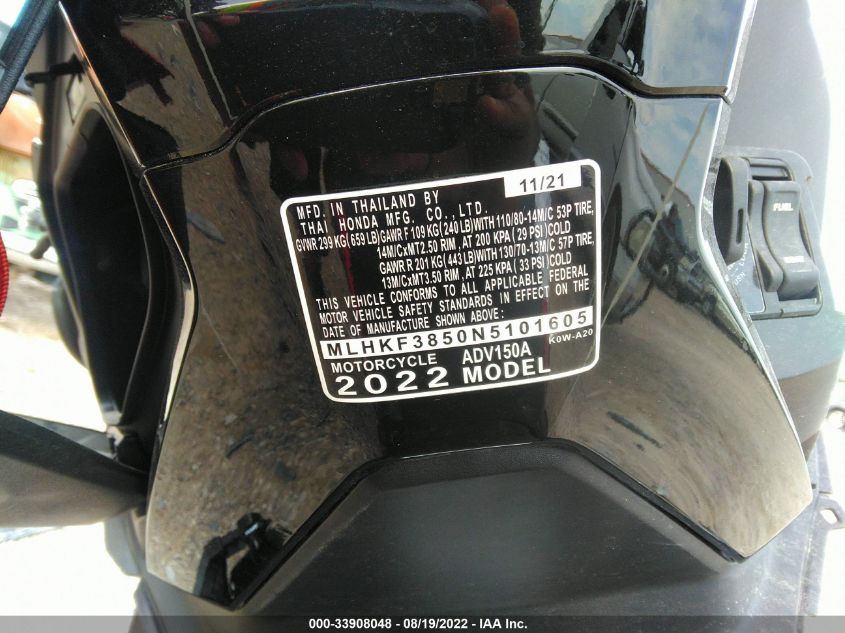 MFD. IN THAILAND BY 11/21
THAI HONDA MFG. CO., LTD.
GVWR 299 KG(659 LB)GAWR F 109 KG(240 LB)WITH 110/80-14M/C 53P TIRE,
14M/CxMT2.50 RIM, AT 200 KPA(29 PSI)COLD
GAWR R 201 KG(443 LB)WITH 130/70-13M/C 57P TIRE,
13M/CxMT3.50 RIM, AT 225 KPA(33 PSI)COLD
THIS VEHICLE CONFORMS TO ALL APPLICABLE FEDERAL
MOTOR VEHICLE SAFETY STANDARDS IN EFFECT ON THE
DATE OF MANUFACTURE SHOWN ABOVE:
MLHKF3850N5101605
MOTORCYCLE ADV150A K0W-A20
2022 MODEL
FUEL
000-33908048 - 08/19/2022 - IAA Inc.